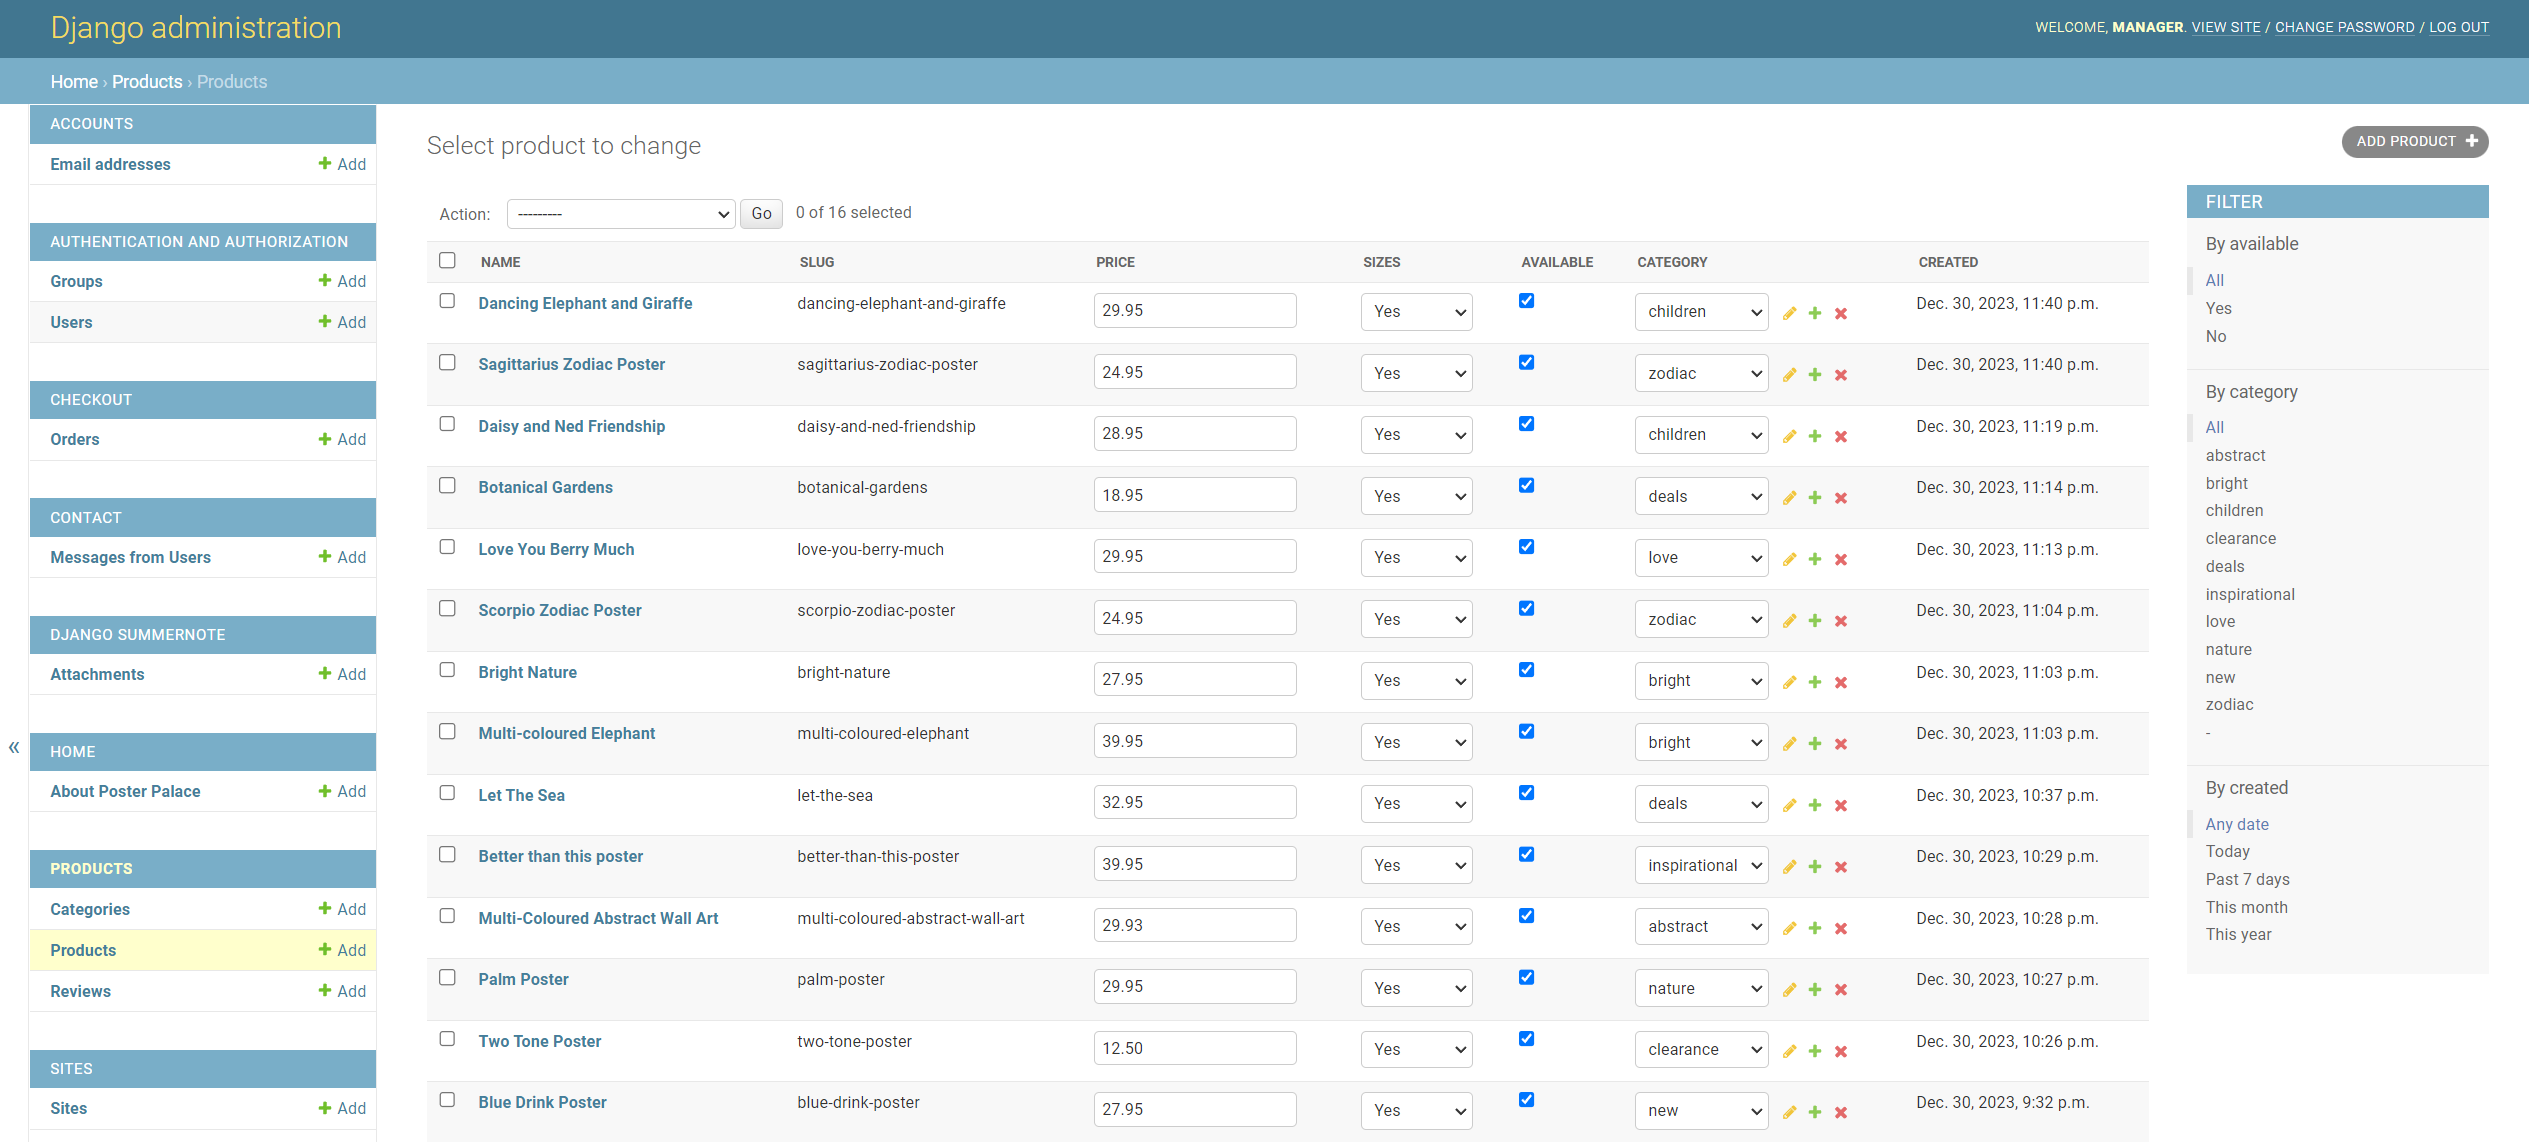 Django administration
WELCOME, MANAGER. VIEW SITE / CHANGE PASSWORD / LOG OUT
Home › Products › Products
ACCOUNTS
Email addresses + Add
AUTHENTICATION AND AUTHORIZATION
Groups + Add
Users + Add
CHECKOUT
Orders + Add
CONTACT
Messages from Users + Add
DJANGO SUMMERNOTE
Attachments + Add
«
HOME
About Poster Palace + Add
PRODUCTS
Categories + Add
Products + Add
Reviews + Add
SITES
Sites + Add
Select product to change
ADD PRODUCT +
Action: --------- Go 0 of 16 selected
NAME SLUG PRICE SIZES AVAILABLE CATEGORY CREATED
Dancing Elephant and Giraffe dancing-elephant-and-giraffe 29.95 Yes children Dec. 30, 2023, 11:40 p.m.
Sagittarius Zodiac Poster sagittarius-zodiac-poster 24.95 Yes zodiac Dec. 30, 2023, 11:40 p.m.
Daisy and Ned Friendship daisy-and-ned-friendship 28.95 Yes children Dec. 30, 2023, 11:19 p.m.
Botanical Gardens botanical-gardens 18.95 Yes deals Dec. 30, 2023, 11:14 p.m.
Love You Berry Much love-you-berry-much 29.95 Yes love Dec. 30, 2023, 11:13 p.m.
Scorpio Zodiac Poster scorpio-zodiac-poster 24.95 Yes zodiac Dec. 30, 2023, 11:04 p.m.
Bright Nature bright-nature 27.95 Yes bright Dec. 30, 2023, 11:03 p.m.
Multi-coloured Elephant multi-coloured-elephant 39.95 Yes bright Dec. 30, 2023, 11:03 p.m.
Let The Sea let-the-sea 32.95 Yes deals Dec. 30, 2023, 10:37 p.m.
Better than this poster better-than-this-poster 39.95 Yes inspirational Dec. 30, 2023, 10:29 p.m.
Multi-Coloured Abstract Wall Art multi-coloured-abstract-wall-art 29.93 Yes abstract Dec. 30, 2023, 10:28 p.m.
Palm Poster palm-poster 29.95 Yes nature Dec. 30, 2023, 10:27 p.m.
Two Tone Poster two-tone-poster 12.50 Yes clearance Dec. 30, 2023, 10:26 p.m.
Blue Drink Poster blue-drink-poster 27.95 Yes new Dec. 30, 2023, 9:32 p.m.
FILTER
By available
All
Yes
No
By category
All
abstract
bright
children
clearance
deals
inspirational
love
nature
new
zodiac
-
By created
Any date
Today
Past 7 days
This month
This year